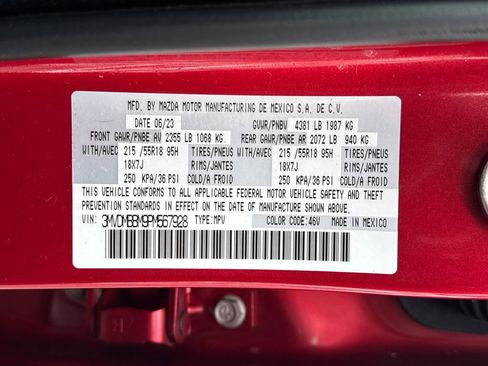 MFD. BY MAZDA MOTOR MANUFACTURING DE MEXICO S.A. DE C.V.
DATE 06/23 GVWR/PNBV 4381 LB 1987 KG
FRONT GAWR/PNBE AV 2355 LB 1068 KG REAR GAWR/PNBE AR 2072 LB 940 KG
WITH/AVEC 215 /55R18 95H TIRES/PNEUS WITH/AVEC 215 /55R18 95H TIRES/PNEUS
18X7J RIMS/JANTES 18X7J RIMS/JANTES
250 KPA/36 PSI COLD/A FROID 250 KPA/36 PSI COLD/A FROID
THIS VEHICLE CONFORMS TO ALL APPLICABLE FEDERAL MOTOR VEHICLE SAFETY AND THEFT
PREVENTION STANDARDS IN EFFECT ON THE DATE OF MANUFACTURE SHOWN ABOVE.
VIN: 3MVDMBBM9PM567928 TYPE:MPV COLOR CODE:46V MADE IN MEXICO